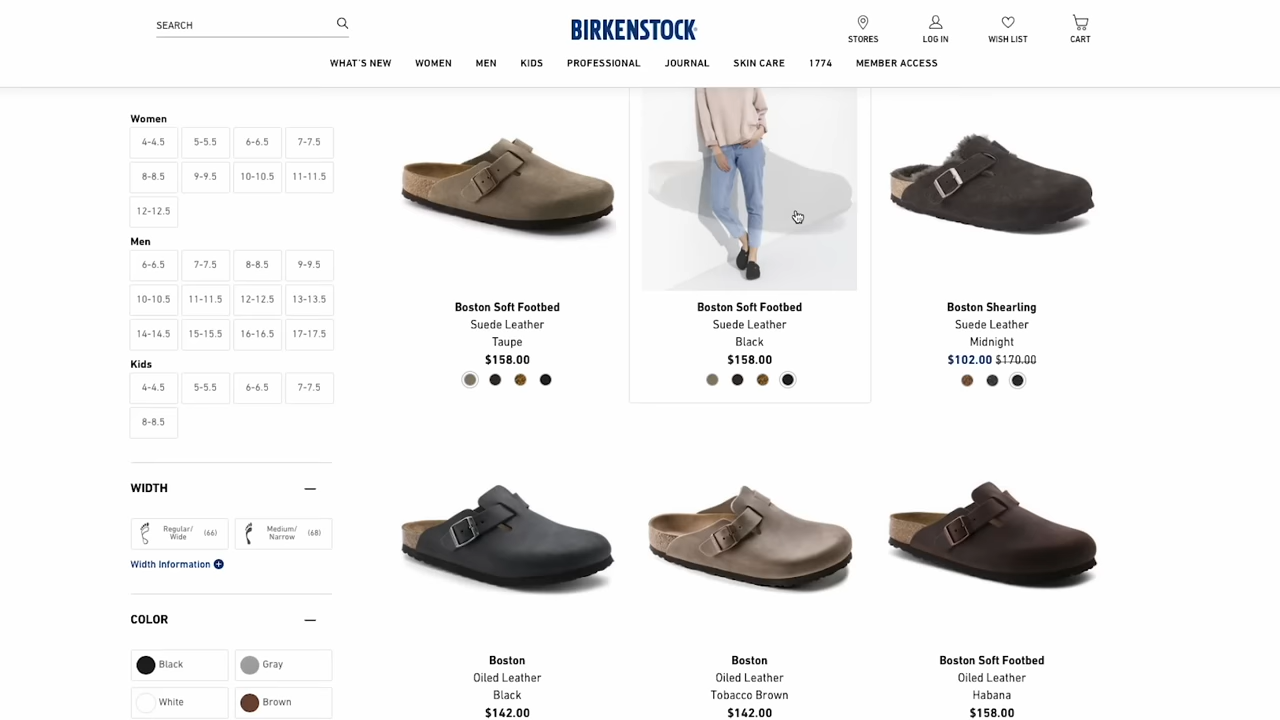 SEARCH
BIRKENSTOCK
STORES
LOG IN
WISH LIST
CART
WHAT'S NEW
WOMEN
MEN
KIDS
PROFESSIONAL
JOURNAL
SKIN CARE
1774
MEMBER ACCESS
Women
4-4.5 5-5.5 6-6.5 7-7.5
8-8.5 9-9.5 10-10.5 11-11.5
12-12.5
Men
6-6.5 7-7.5 8-8.5 9-9.5
10-10.5 11-11.5 12-12.5 13-13.5
14-14.5 15-15.5 16-16.5 17-17.5
Kids
4-4.5 5-5.5 6-6.5 7-7.5
8-8.5
WIDTH
Regular/
Wide
(66)
Medium/
Narrow
(68)
Width Information
COLOR
Black
Gray
White
Brown
Boston Soft Footbed
Suede Leather
Taupe
$158.00
Boston Soft Footbed
Suede Leather
Black
$158.00
Boston Shearling
Suede Leather
Midnight
$102.00 $170.00
Boston
Oiled Leather
Black
$142.00
Boston
Oiled Leather
Tobacco Brown
$142.00
Boston Soft Footbed
Oiled Leather
Habana
$158.00